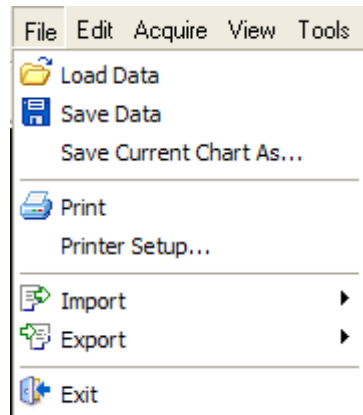 File Edit Acquire View Tools
Load Data
Save Data
Save Current Chart As...
Print
Printer Setup...
Import
Export
Exit